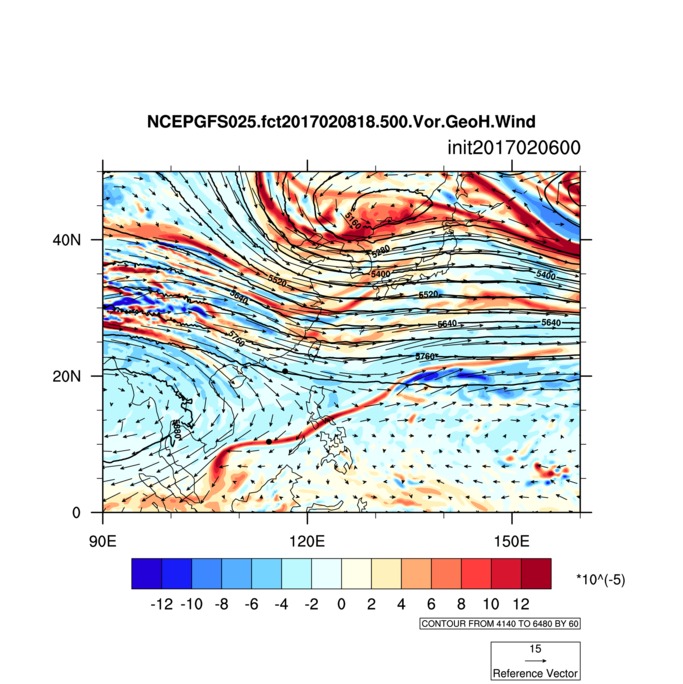 NCEPGFS025.fct2017020818.500.Vor.GeoH.Wind
init2017020600
40N
20N
0
90E 120E 150E
5160
5280
5400
5400
5520
5520
5640
5640
5640
5760
5760
5880
-12 -10 -8 -6 -4 -2 0 2 4 6 8 10 12
*10^(-5)
CONTOUR FROM 4140 TO 6480 BY 60
15
Reference Vector